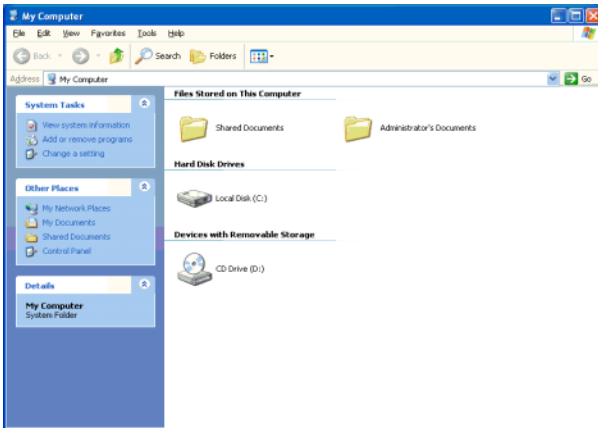 My Computer
File Edit View Favorites Tools Help
Back Search Folders
Address My Computer Go
System Tasks
View system information
Add or remove programs
Change a setting
Other Places
My Network Places
My Documents
Shared Documents
Control Panel
Details
My Computer
System Folder
Files Stored on This Computer
Shared Documents Administrator's Documents
Hard Disk Drives
Local Disk (C:)
Devices with Removable Storage
CD Drive (D:)